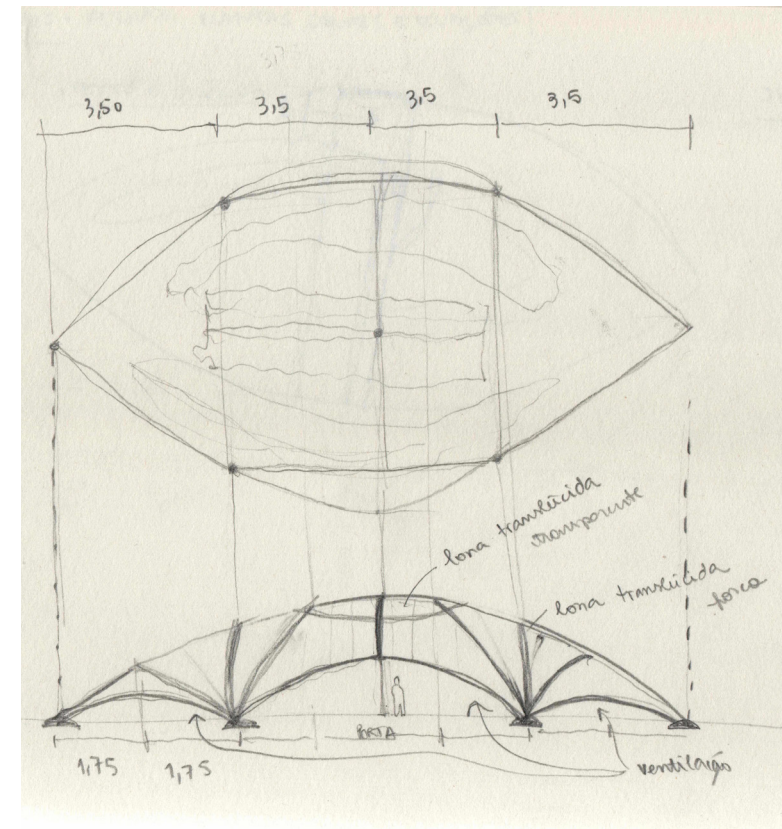 3,50
3,5
3,5
3,5
lona translúcida
transparente
lona translúcida
fosca
PORTA
1,75
1,75
ventilação